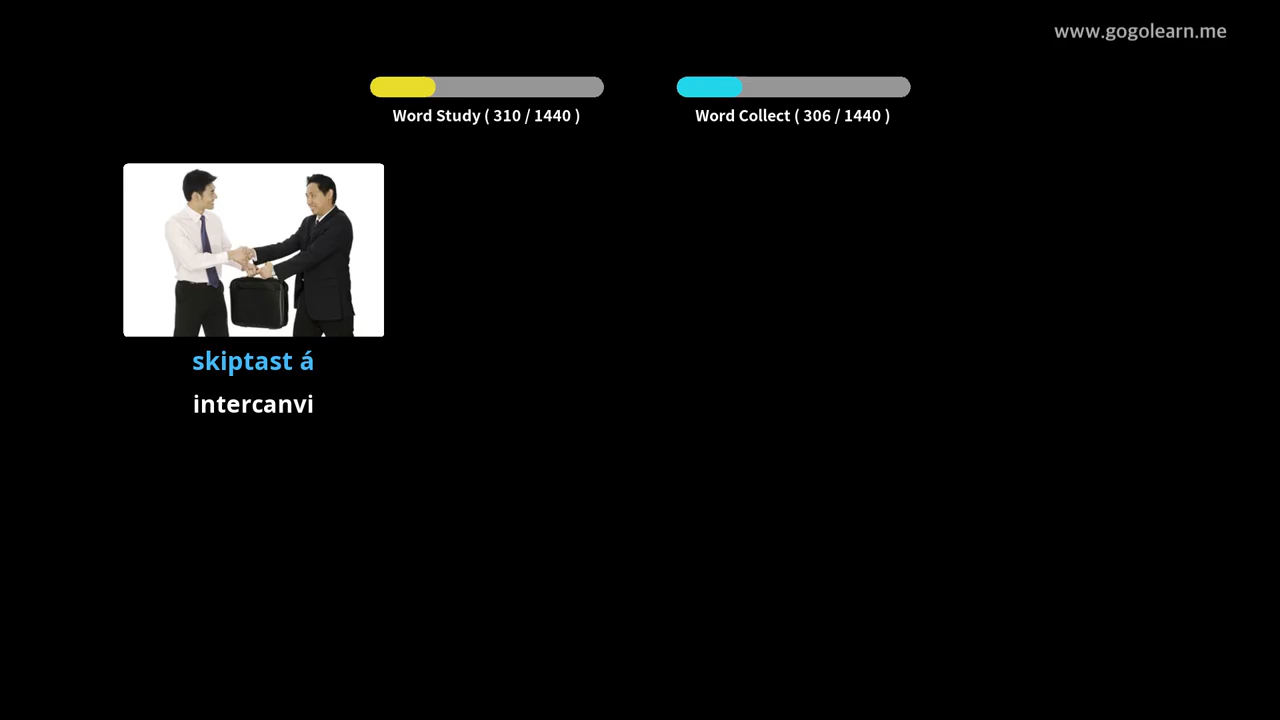 www.gogolearn.me
Word Study ( 310 / 1440 )
Word Collect ( 306 / 1440 )
skiptast á
intercanvi